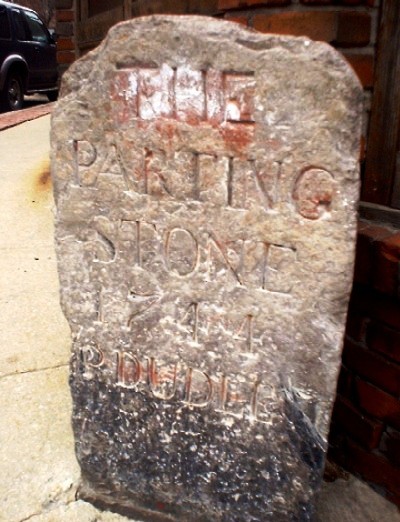 THE
PARTING
STONE
1744
P DUDLEY